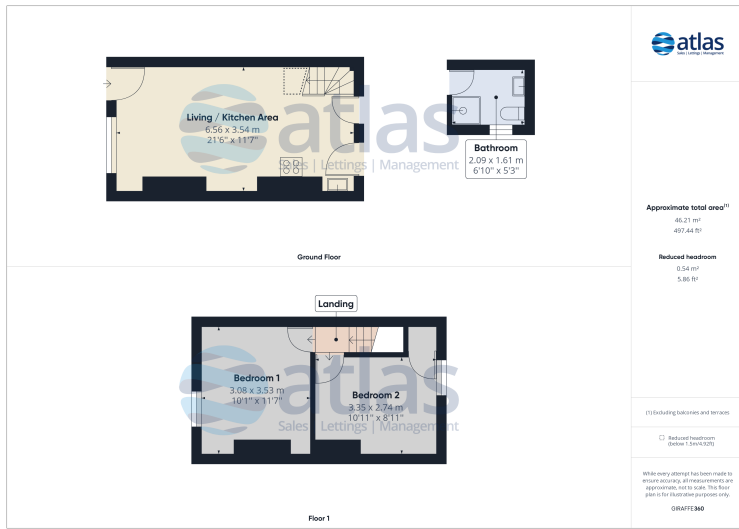 atlas
Sales | Lettings | Management
Living / Kitchen Area
6.56 x 3.54 m
21'6" x 11'7"
Bathroom
2.09 x 1.61 m
6'10" x 5'3"
atlas
Sales | Lettings | Management
Ground Floor
Approximate total area(1)
46.21 m²
497.44 ft²
Reduced headroom
0.54 m²
5.86 ft²
Landing
Bedroom 1
3.08 x 3.53 m
10'1" x 11'7"
Bedroom 2
3.35 x 2.74 m
10'11" x 8'11"
atlas
Sales | Lettings | Management
Floor 1
(1) Excluding balconies and terraces
Reduced headroom
(below 1.5m/4.92ft)
While every attempt has been made to
ensure accuracy, all measurements are
approximate, not to scale. This floor
plan is for illustrative purposes only.
GIRAFFE360